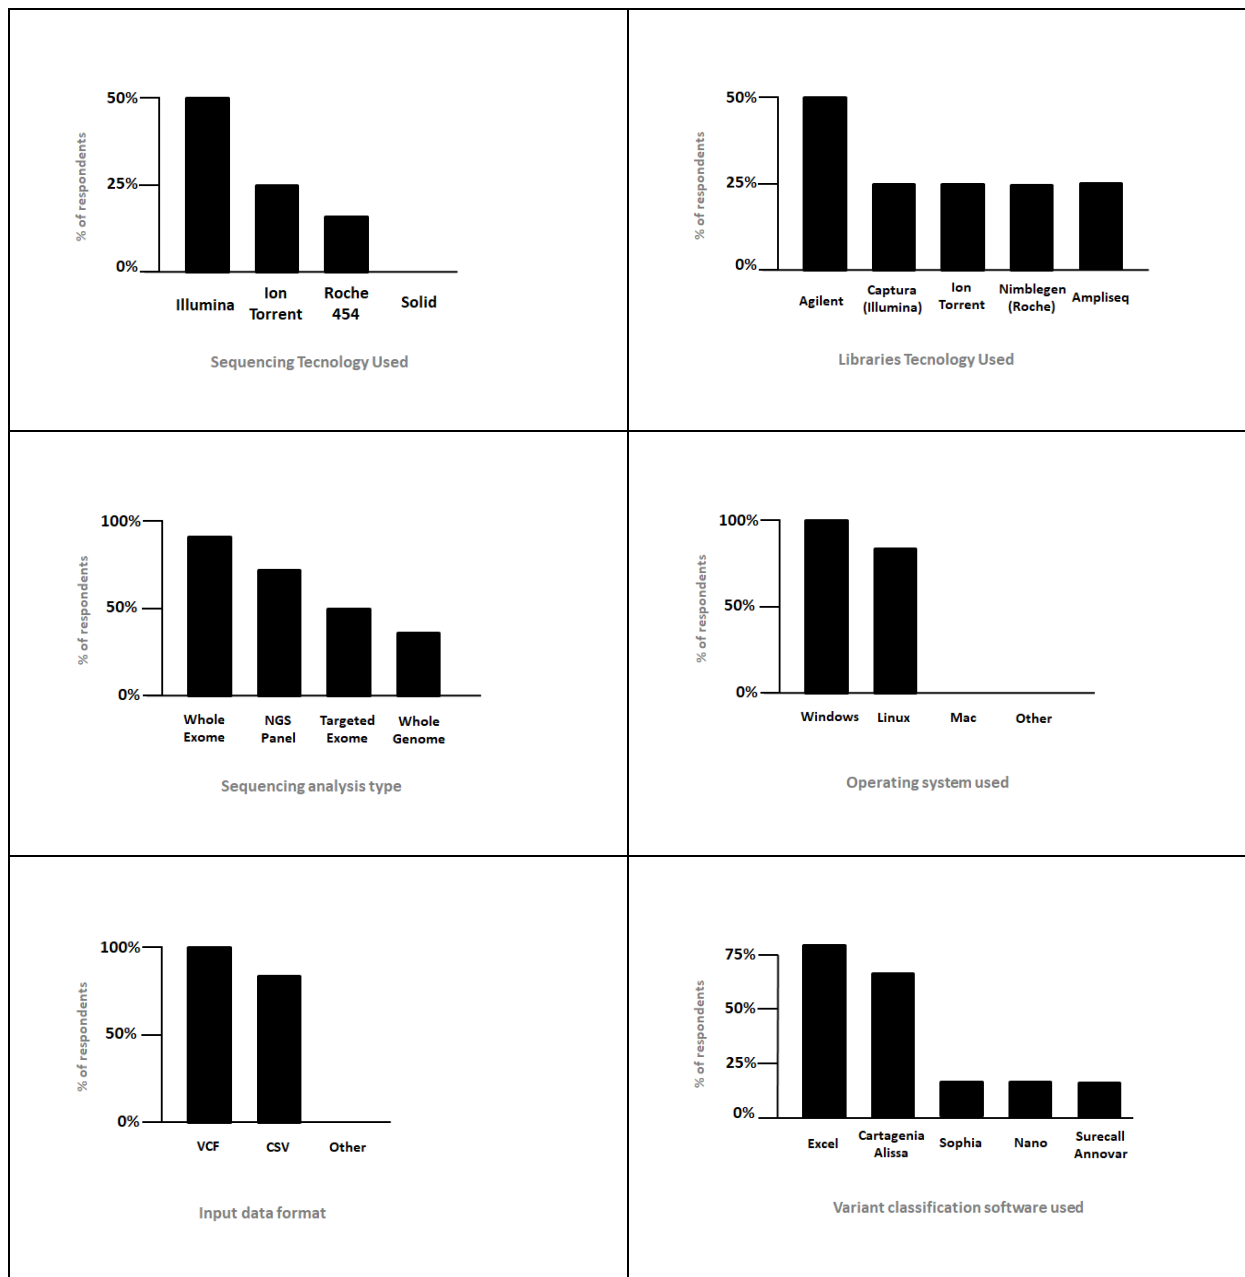 50%
25%
0%
% of respondents
Illumina
Ion
Torrent
Roche
454
Solid
Sequencing Tecnology Used
50%
25%
0%
% of respondents
Agilent
Captura
(Illumina)
Ion
Torrent
Nimblegen
(Roche)
Ampliseq
Libraries Tecnology Used
100%
50%
0%
% of respondents
Whole
Exome
NGS
Panel
Targeted
Exome
Whole
Genome
Sequencing analysis type
100%
50%
0%
% of respondents
Windows
Linux
Mac
Other
Operating system used
100%
50%
0%
% of respondents
VCF
CSV
Other
Input data format
75%
50%
25%
0%
% of respondents
Excel
Cartagenia
Alissa
Sophia
Nano
Surecall
Annovar
Variant classification software used